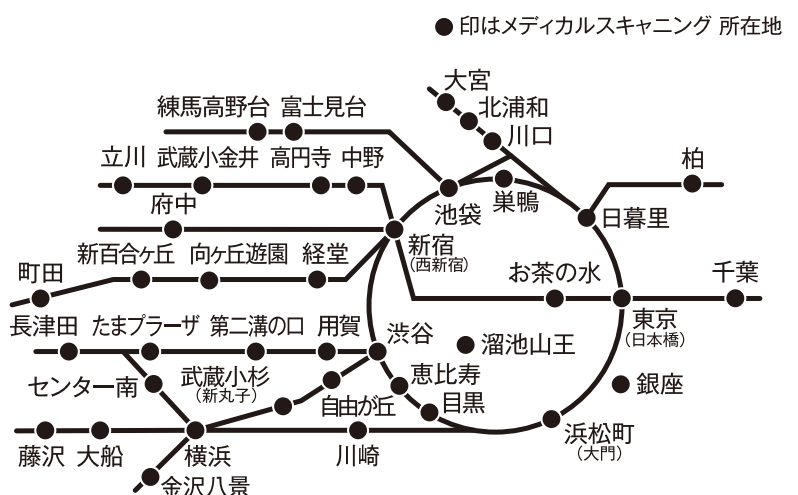 ●印はメディカルスキャニング 所在地
大宮
北浦和
川口
練馬高野台
富士見台
立川
武蔵小金井
高円寺
中野
柏
池袋
巣鴨
日暮里
府中
新宿
(西新宿)
新百合ヶ丘
向ヶ丘遊園
経堂
町田
お茶の水
千葉
東京
(日本橋)
長津田
たまプラーザ
第二溝の口
用賀
渋谷
溜池山王
センター南
武蔵小杉
(新丸子)
恵比寿
自由が丘
目黒
銀座
浜松町
(大門)
藤沢
大船
横浜
川崎
金沢八景